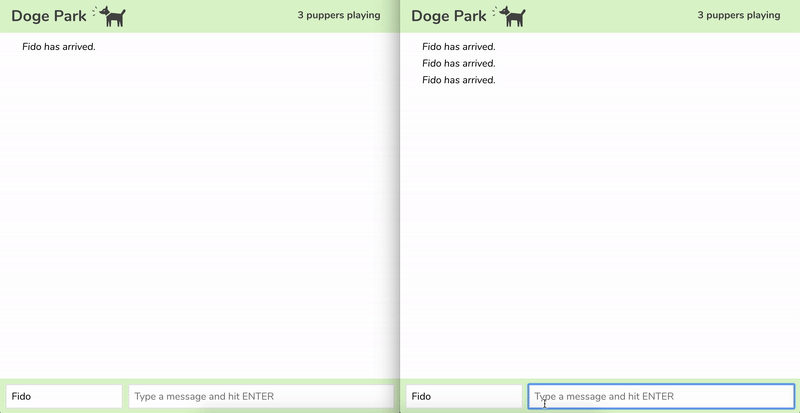 Doge Park
3 puppers playing
Fido has arrived.
Fido
Type a message and hit ENTER
Doge Park
3 puppers playing
Fido has arrived.
Fido has arrived.
Fido has arrived.
Fido
Type a message and hit ENTER